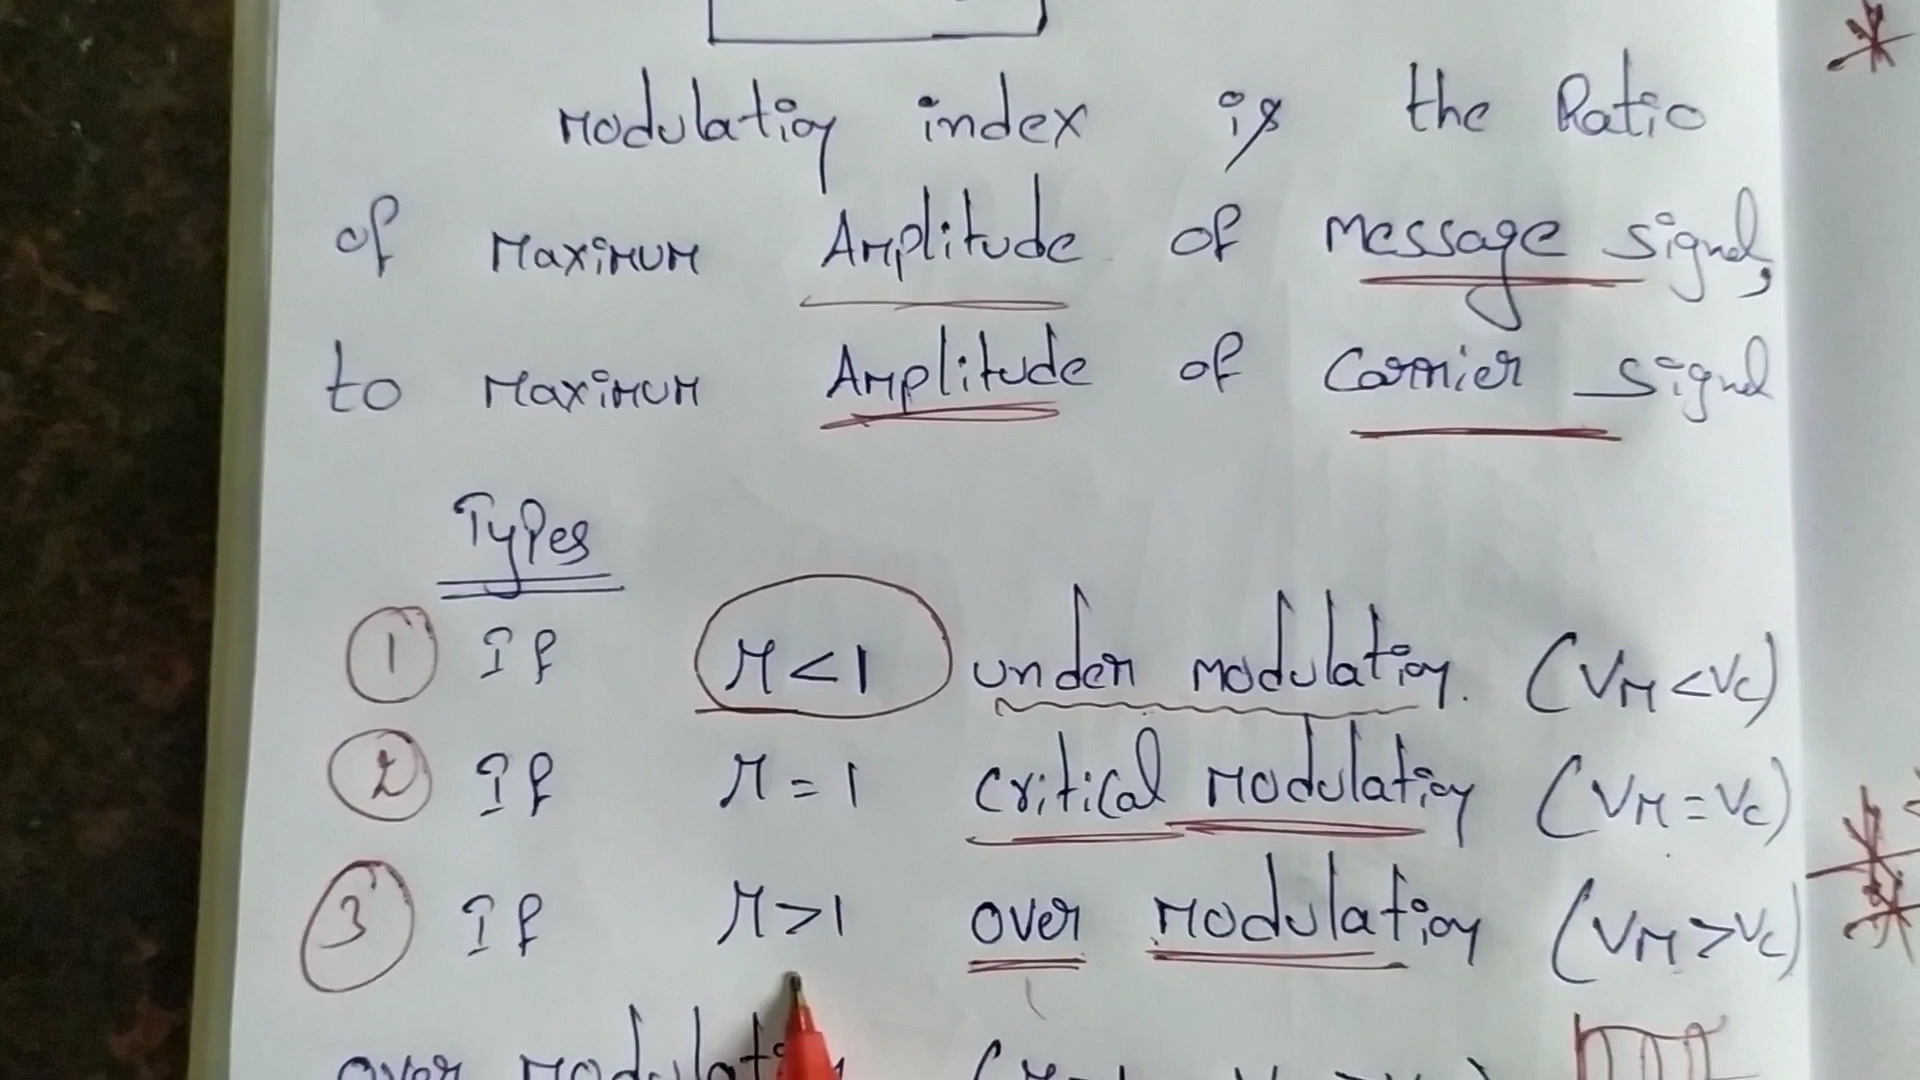 Modulation index is the Ratio
of Maximum Amplitude of message signal,
to Maximum Amplitude of Carrier signal
Types
① If M < 1 under modulation. (VM < VC)
② If M = 1 critical Modulation (VM = VC)
③ If M > 1 over Modulation (VM > VC)
over modulati